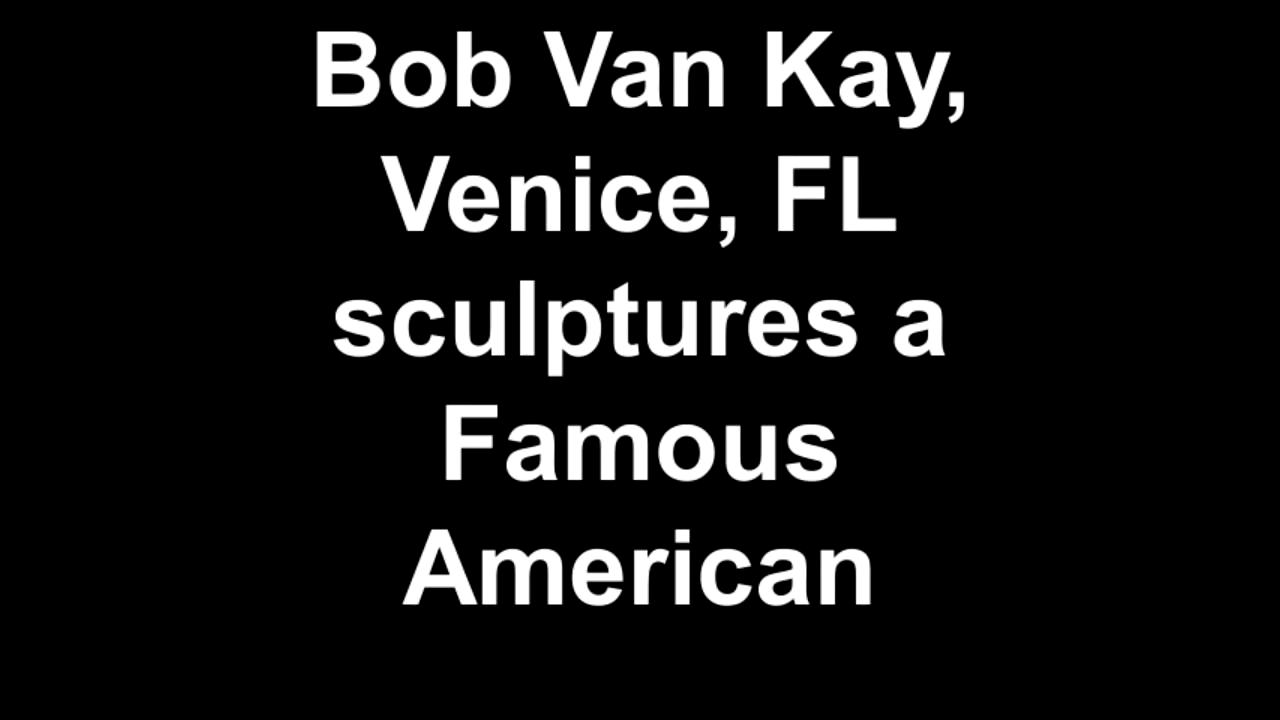 Bob Van Kay,
Venice, FL
sculptures a
Famous
American